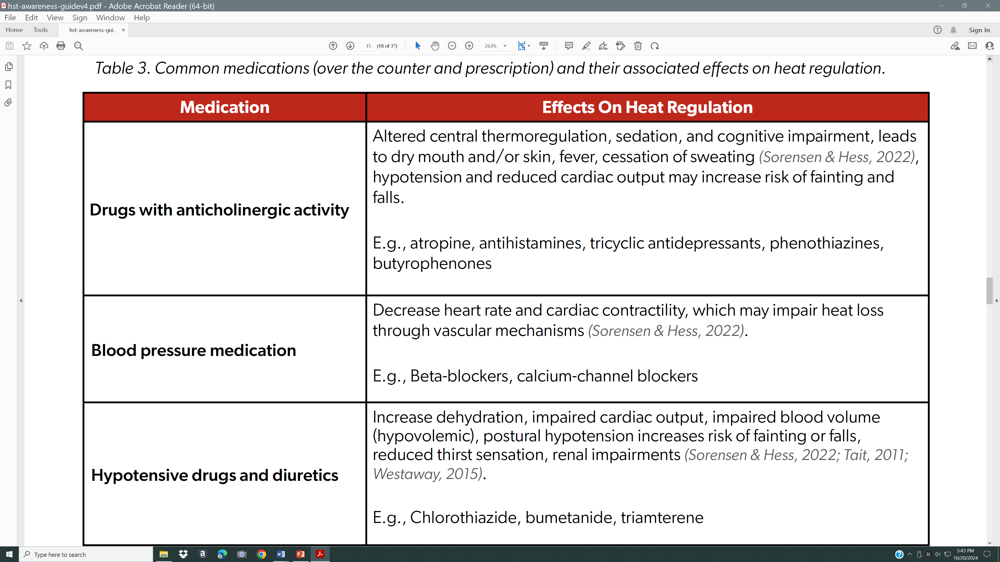 hst-awareness-guidev4.pdf - Adobe Acrobat Reader (64-bit)
File Edit View Sign Window Help
Home Tools hst-awareness-gui... × Sign In
15 (18 of 37) 263%
Table 3. Common medications (over the counter and prescription) and their associated effects on heat regulation.
Medication
Effects On Heat Regulation
Drugs with anticholinergic activity
Altered central thermoregulation, sedation, and cognitive impairment, leads
to dry mouth and/or skin, fever, cessation of sweating (Sorensen & Hess, 2022),
hypotension and reduced cardiac output may increase risk of fainting and
falls.
E.g., atropine, antihistamines, tricyclic antidepressants, phenothiazines,
butyrophenones
Blood pressure medication
Decrease heart rate and cardiac contractility, which may impair heat loss
through vascular mechanisms (Sorensen & Hess, 2022).
E.g., Beta-blockers, calcium-channel blockers
Hypotensive drugs and diuretics
Increase dehydration, impaired cardiac output, impaired blood volume
(hypovolemic), postural hypotension increases risk of fainting or falls,
reduced thirst sensation, renal impairments (Sorensen & Hess, 2022; Tait, 2011;
Westaway, 2015).
E.g., Chlorothiazide, bumetanide, triamterene
Type here to search
5:43 PM
10/20/2024